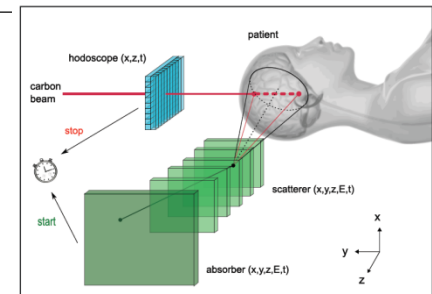 hodoscope (x,z,t)
patient
carbon
beam
stop
start
scatterer (x,y,z,E,t)
absorber (x,y,z,E,t)
x
y
z